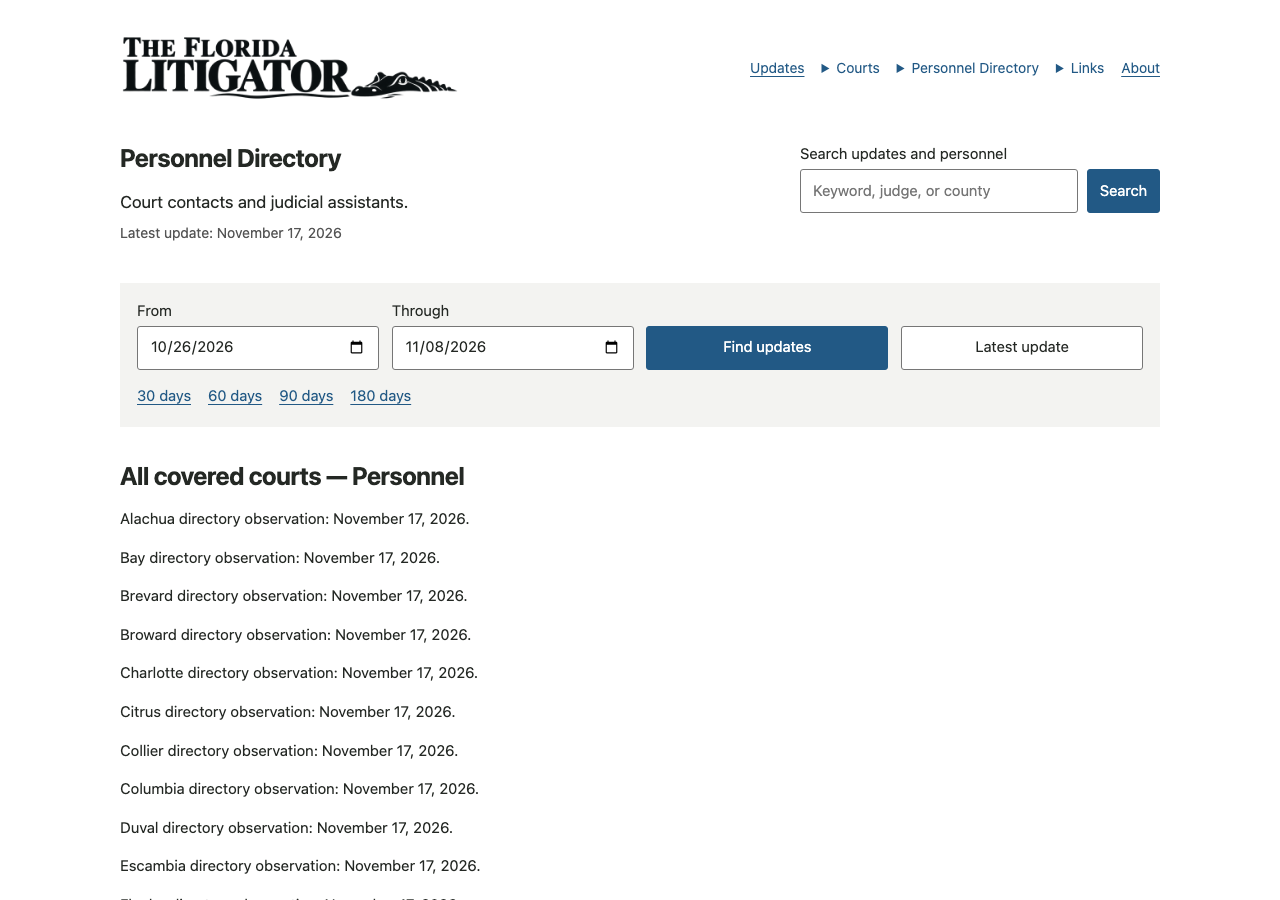 THE FLORIDA
LITIGATOR
Updates
Courts
Personnel Directory
Links
About
Personnel Directory
Court contacts and judicial assistants.
Latest update: November 17, 2026
Search updates and personnel
Keyword, judge, or county
Search
From
Through
10/26/2026
11/08/2026
Find updates
Latest update
30 days
60 days
90 days
180 days
All covered courts — Personnel
Alachua directory observation: November 17, 2026.
Bay directory observation: November 17, 2026.
Brevard directory observation: November 17, 2026.
Broward directory observation: November 17, 2026.
Charlotte directory observation: November 17, 2026.
Citrus directory observation: November 17, 2026.
Collier directory observation: November 17, 2026.
Columbia directory observation: November 17, 2026.
Duval directory observation: November 17, 2026.
Escambia directory observation: November 17, 2026.